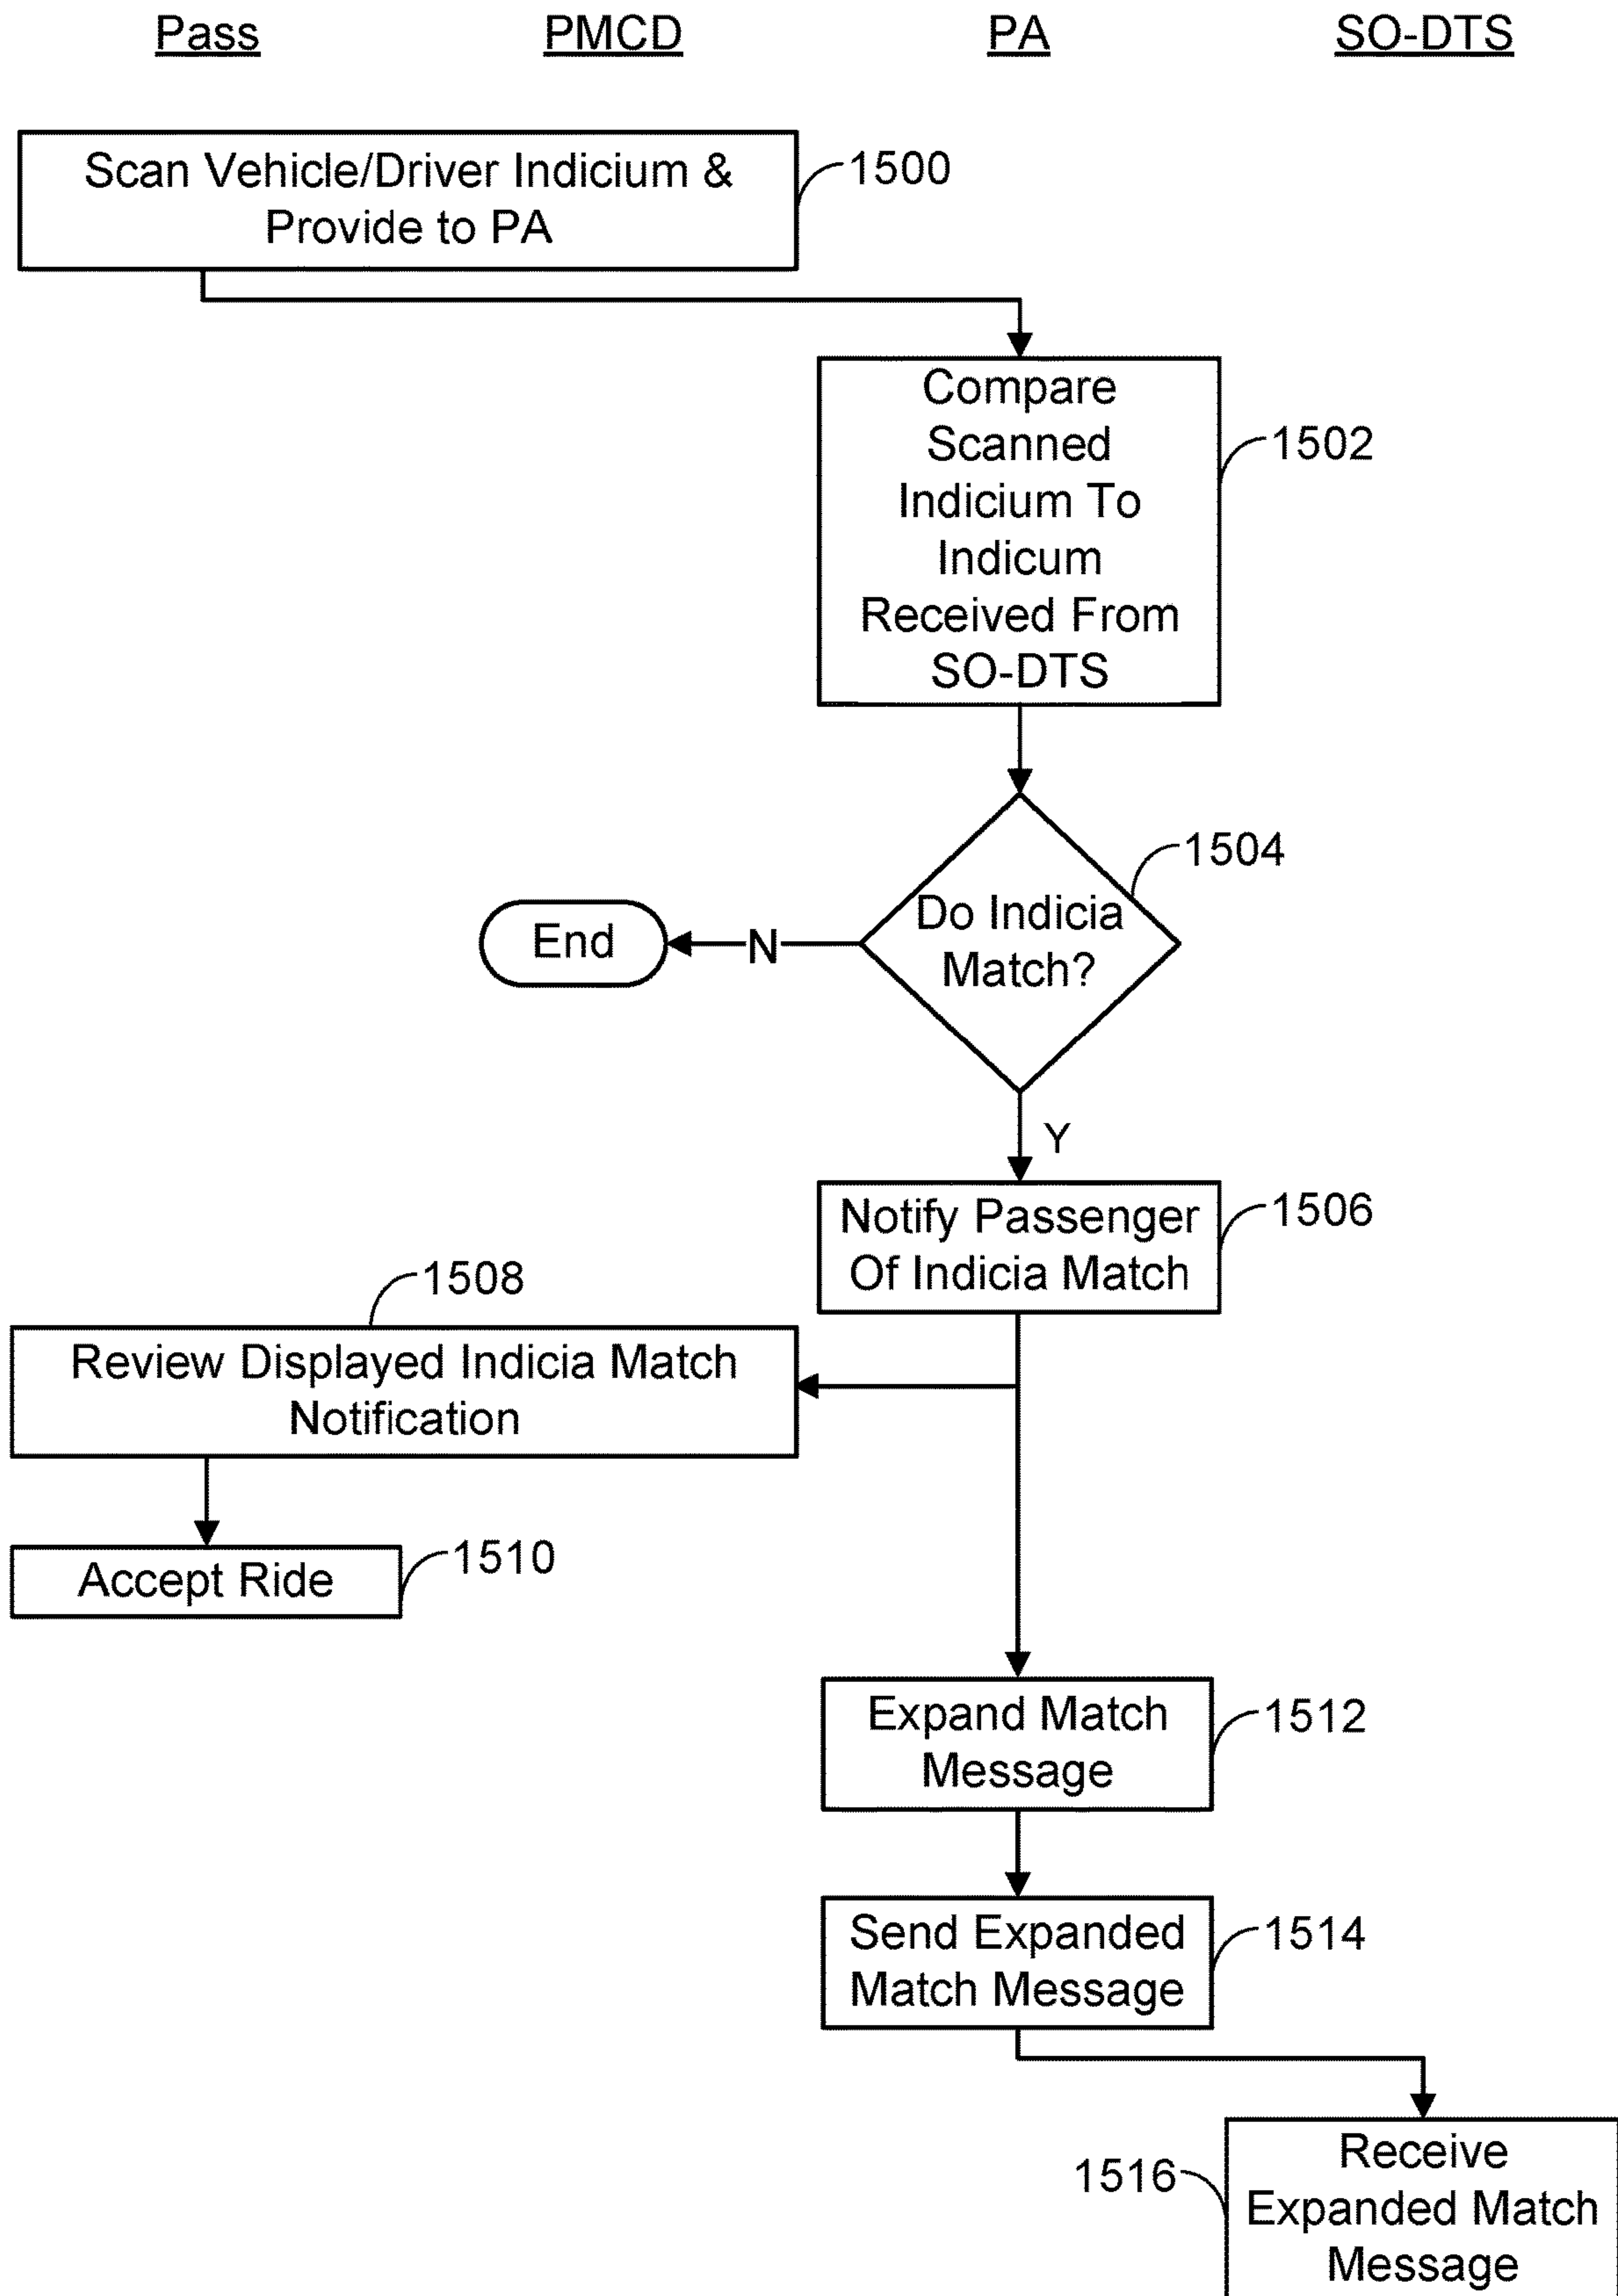 Pass PMCD PA SO-DTS
Scan Vehicle/Driver Indicium &
Provide to PA
1500
Compare
Scanned
Indicium To
Indicum
Received From
SO-DTS
1502
Do Indicia
Match?
1504
N
End
Y
Notify Passenger
Of Indicia Match
1506
1508
Review Displayed Indicia Match
Notification
Accept Ride
1510
Expand Match
Message
1512
Send Expanded
Match Message
1514
1516
Receive
Expanded Match
Message